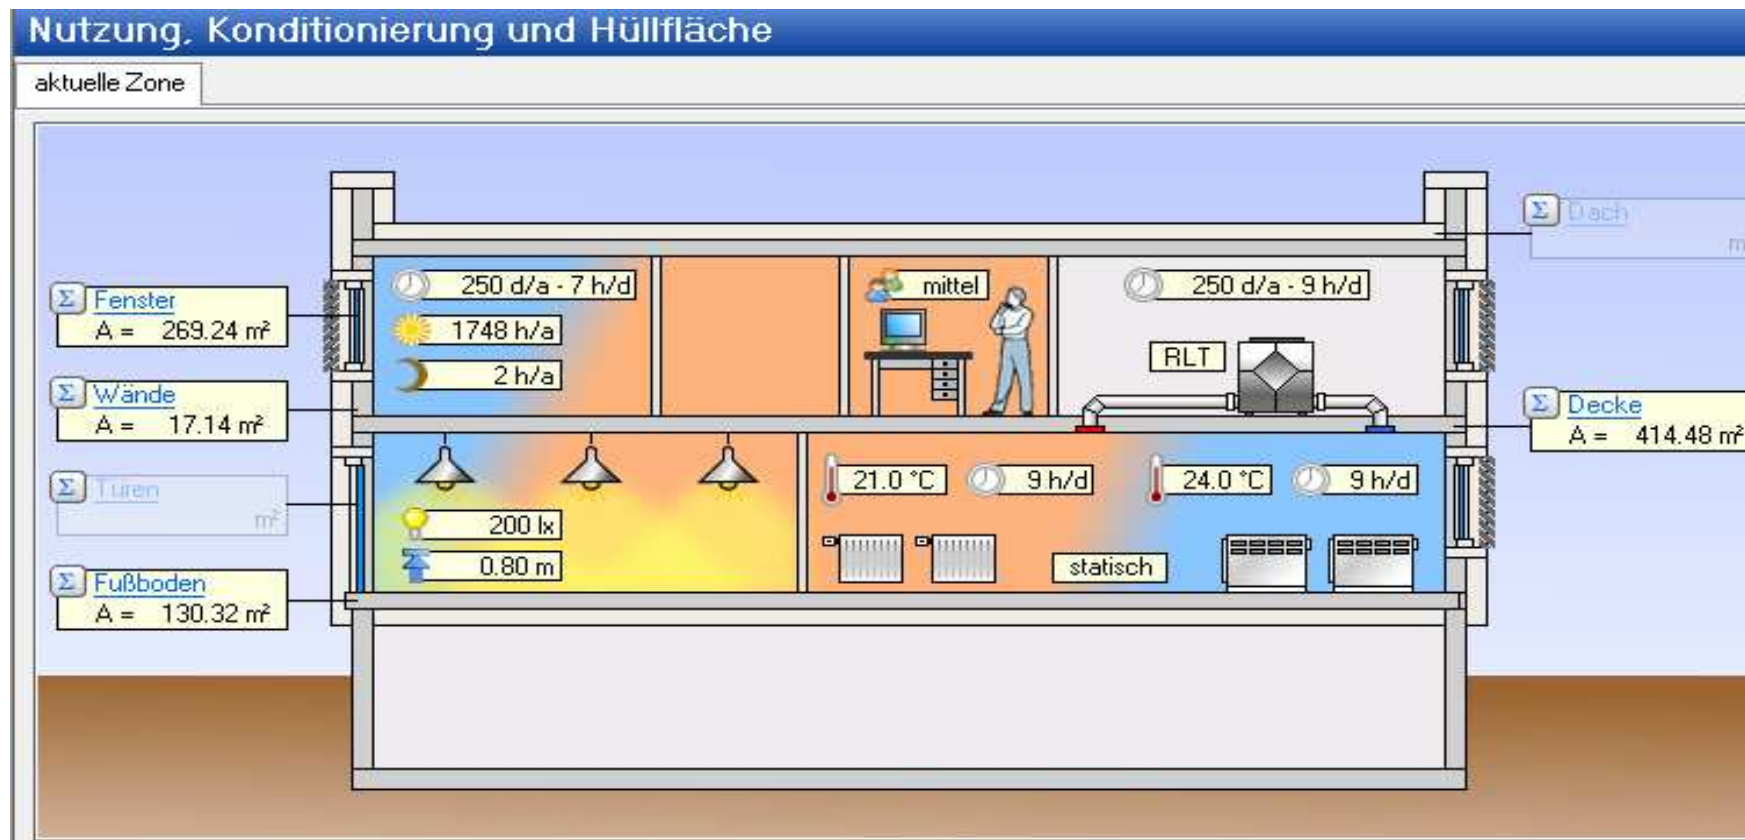 Nutzung, Konditionierung und Hüllfläche
aktuelle Zone
Σ Dach
Σ Fenster
A = 269.24 m²
250 d/a - 7 h/d
mittel
250 d/a - 9 h/d
1748 h/a
RLT
2 h/a
Σ Wände
A = 17.14 m²
Σ Decke
A = 414.48 m²
Σ Türen
m²
21.0 °C
9 h/d
24.0 °C
9 h/d
200 lx
0.80 m
statisch
Σ Fußboden
A = 130.32 m²